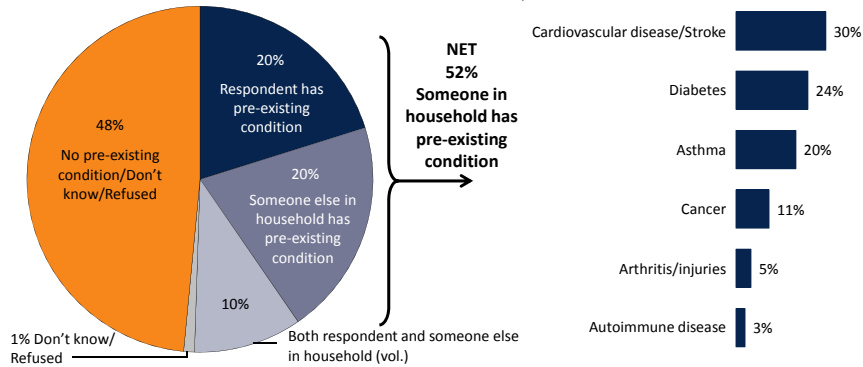 20%
Respondent has
pre-existing
condition
48%
No pre-existing
condition/Don’t
know/Refused
20%
Someone else in
household has
pre-existing
condition
10%
1% Don’t know/
Refused
Both respondent and someone else
in household (vol.)
NET
52%
Someone in
household has
pre-existing
condition
Cardiovascular disease/Stroke 30%
Diabetes 24%
Asthma 20%
Cancer 11%
Arthritis/injuries 5%
Autoimmune disease 3%